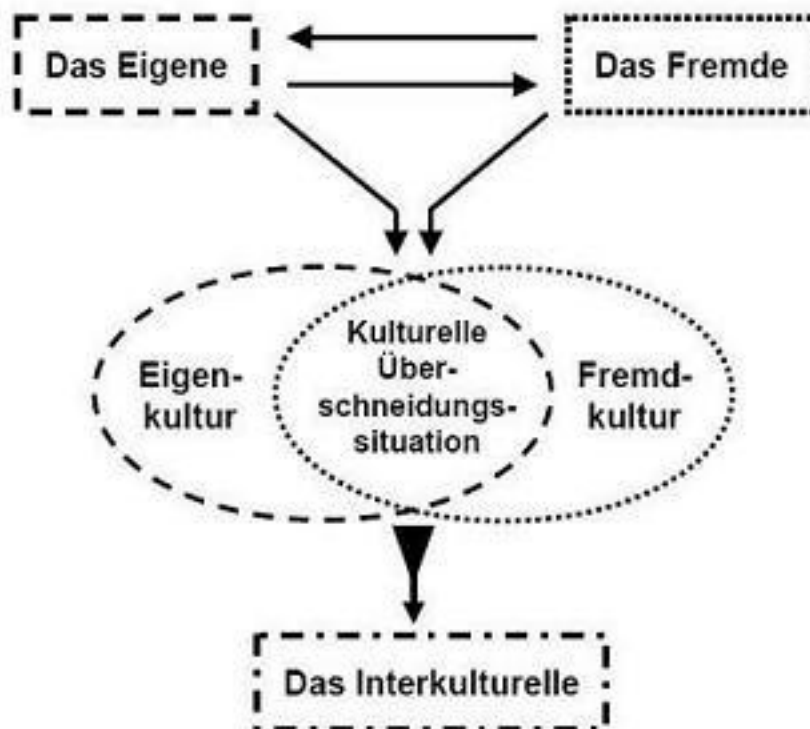 Das Eigene
Das Fremde
Eigen-
kultur
Kulturelle
Über-
schneidungs-
situation
Fremd-
kultur
Das Interkulturelle